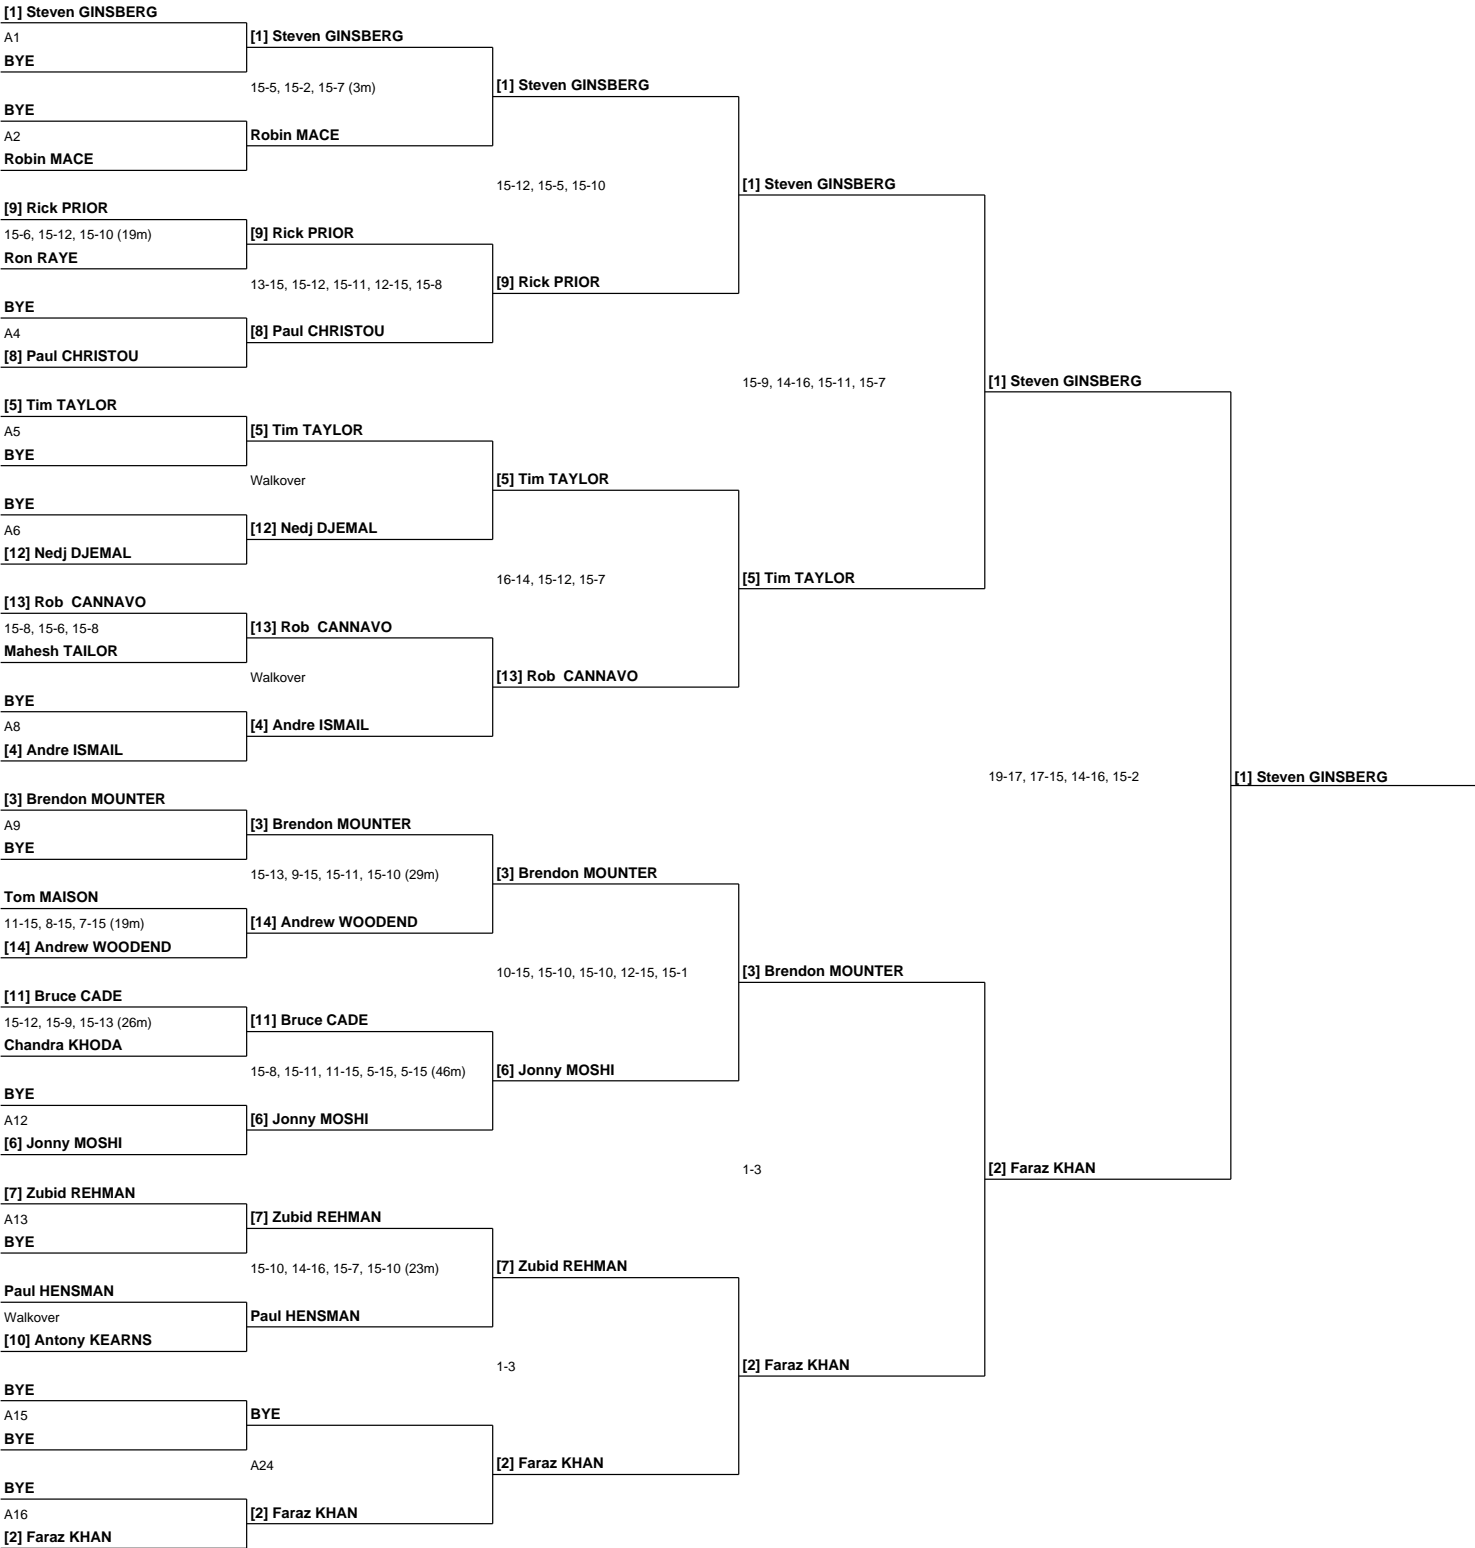 [1] Steven GINSBERG
A1
[1] Steven GINSBERG
BYE
15-5, 15-2, 15-7 (3m)
[1] Steven GINSBERG
BYE
A2
Robin MACE
Robin MACE
15-12, 15-5, 15-10
[1] Steven GINSBERG
[9] Rick PRIOR
15-6, 15-12, 15-10 (19m)
[9] Rick PRIOR
Ron RAYE
13-15, 15-12, 15-11, 12-15, 15-8
[9] Rick PRIOR
BYE
A4
[8] Paul CHRISTOU
[8] Paul CHRISTOU
15-9, 14-16, 15-11, 15-7
[1] Steven GINSBERG
[5] Tim TAYLOR
A5
[5] Tim TAYLOR
BYE
Walkover
[5] Tim TAYLOR
BYE
A6
[12] Nedj DJEMAL
[12] Nedj DJEMAL
16-14, 15-12, 15-7
[5] Tim TAYLOR
[13] Rob  CANNAVO
15-8, 15-6, 15-8
[13] Rob  CANNAVO
Mahesh TAILOR
Walkover
[13] Rob  CANNAVO
BYE
A8
[4] Andre ISMAIL
[4] Andre ISMAIL
19-17, 17-15, 14-16, 15-2
[1] Steven GINSBERG
[3] Brendon MOUNTER
A9
[3] Brendon MOUNTER
BYE
15-13, 9-15, 15-11, 15-10 (29m)
[3] Brendon MOUNTER
Tom MAISON
11-15, 8-15, 7-15 (19m)
[14] Andrew WOODEND
[14] Andrew WOODEND
10-15, 15-10, 15-10, 12-15, 15-1
[3] Brendon MOUNTER
[11] Bruce CADE
15-12, 15-9, 15-13 (26m)
[11] Bruce CADE
Chandra KHODA
15-8, 15-11, 11-15, 5-15, 5-15 (46m)
[6] Jonny MOSHI
BYE
A12
[6] Jonny MOSHI
[6] Jonny MOSHI
1-3
[2] Faraz KHAN
[7] Zubid REHMAN
A13
[7] Zubid REHMAN
BYE
15-10, 14-16, 15-7, 15-10 (23m)
[7] Zubid REHMAN
Paul HENSMAN
Walkover
Paul HENSMAN
[10] Antony KEARNS
1-3
[2] Faraz KHAN
BYE
A15
BYE
BYE
A24
[2] Faraz KHAN
BYE
A16
[2] Faraz KHAN
[2] Faraz KHAN